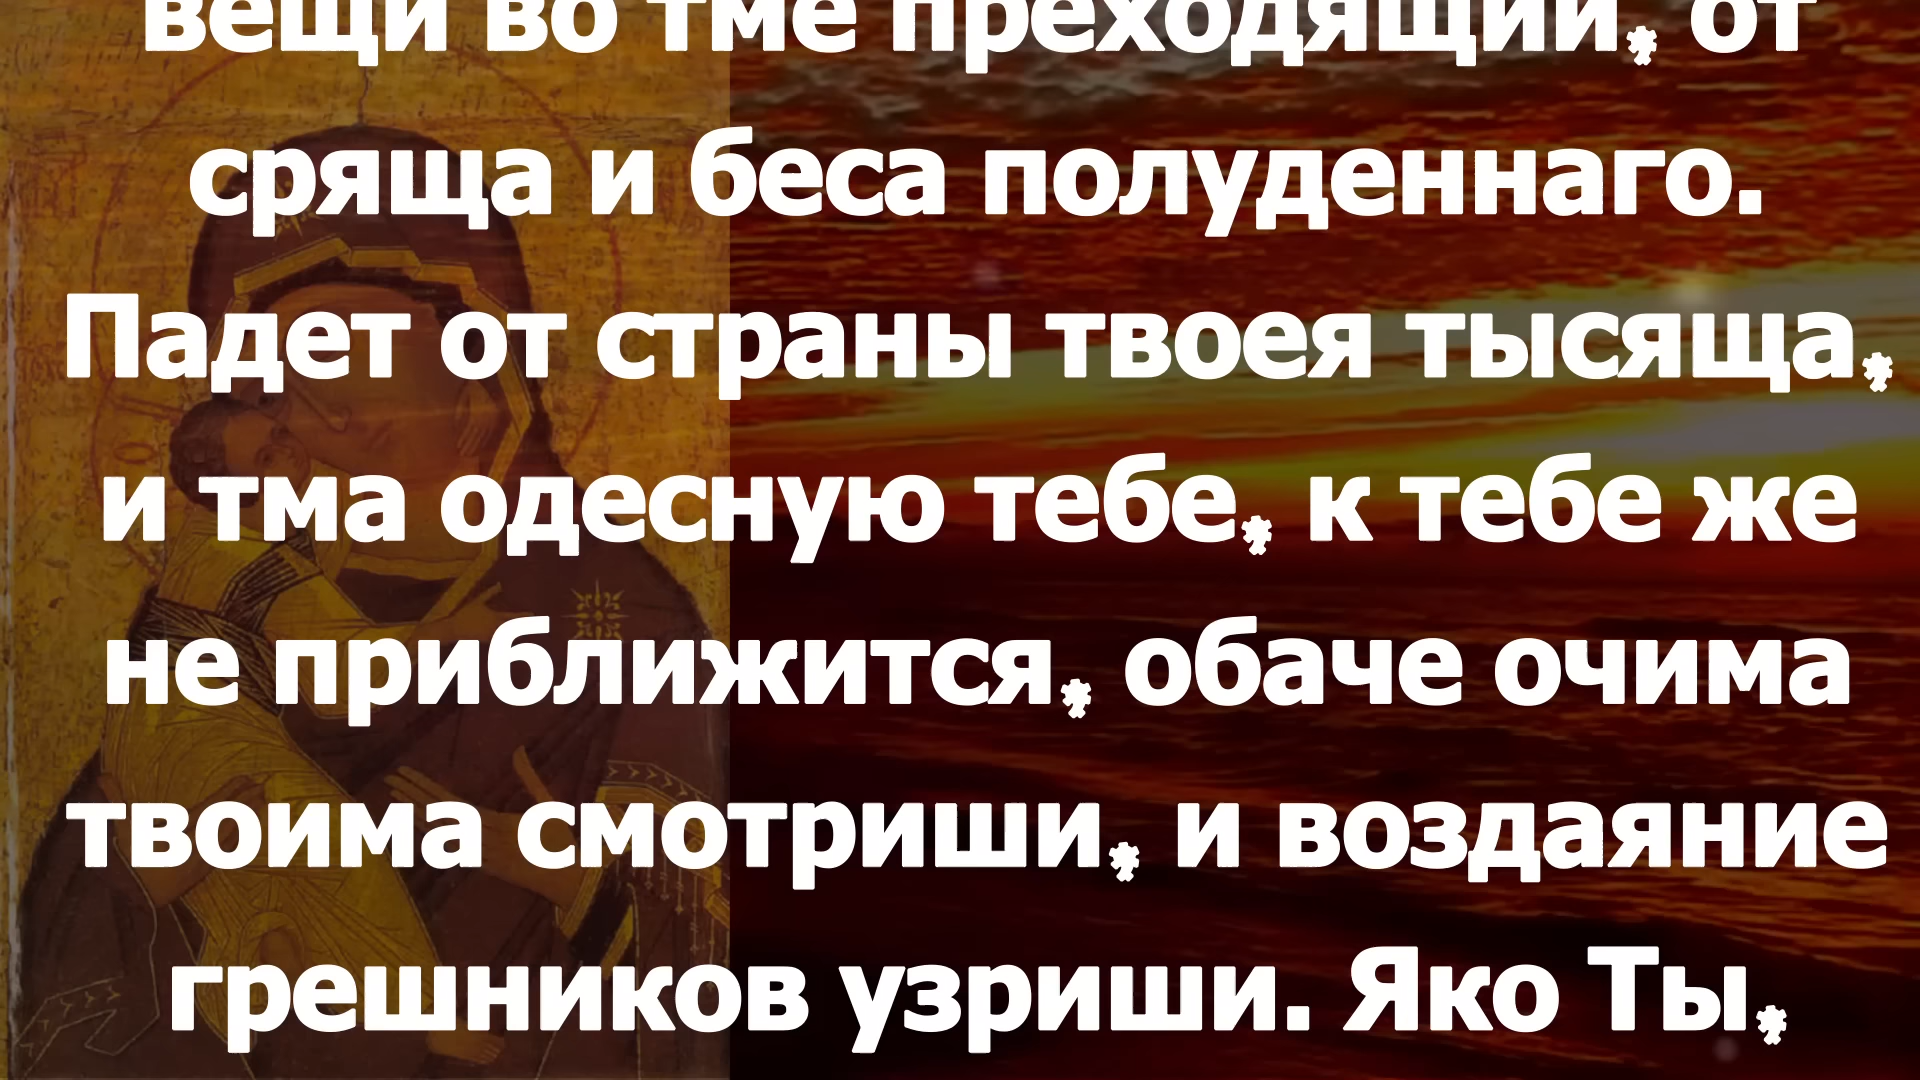 вещи во тме преходящия, от
сряща и беса полуденнаго.
Падет от страны твоея тысяща,
и тма одесную тебе, к тебе же
не приближится, обаче очима
твоима смотриши, и воздаяние
грешников узриши. Яко Ты,